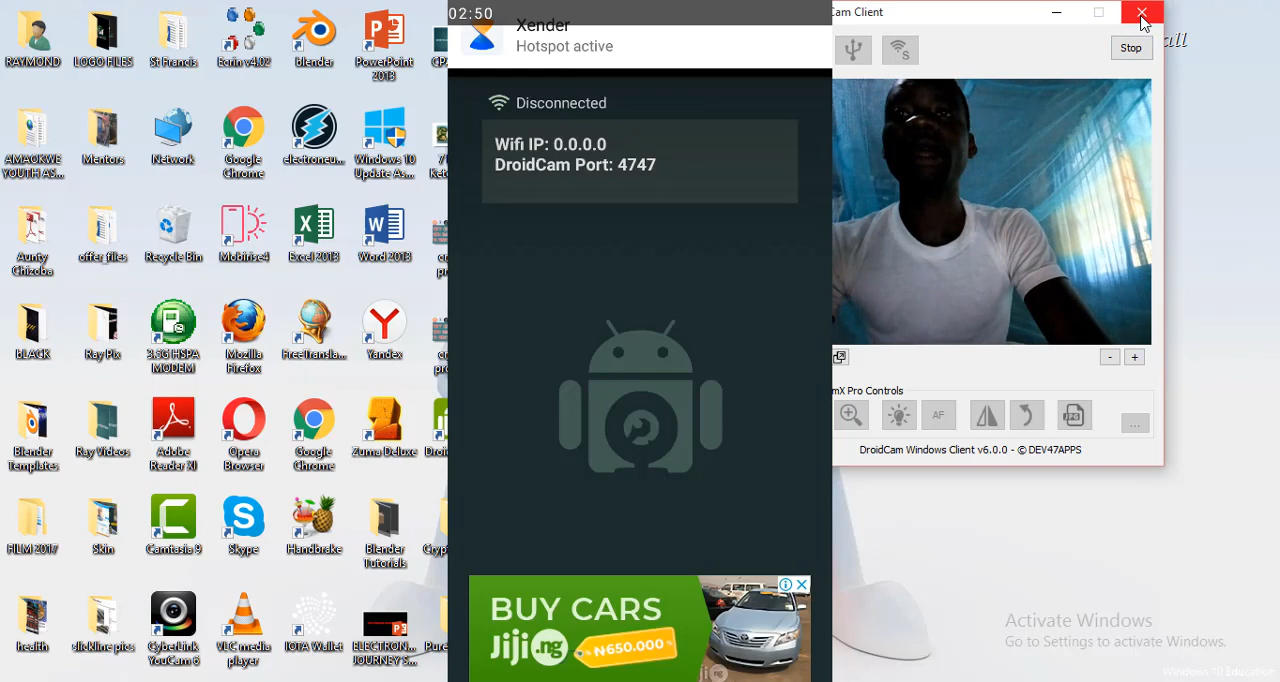 RAYMOND
LOGO FILES
St Francis
Ecrin v4.02
blender
PowerPoint
2013
AMAOKWE
YOUTH AS...
Mentors
Network
Google
Chrome
electroneu...
Windows 10
Update As...
Aunty
Chizoba
offer_files
Recycle Bin
Mobirise4
Excel 2013
Word 2013
bLACK
Ray Pix
3.5G HSPA
MODEM
Mozilla
Firefox
FreeTransla...
Yandex
Blender
Templates
Ray Videos
Adobe
Reader XI
Opera
Browser
Google
Chrome
Zuma Deluxe
FILM 2017
Skin
Camtasia 9
Skype
Handbrake
Blender
Tutorials
health
slickline pics
CyberLink
YouCam 6
VLC media
player
IOTA Wallet
ELECTRON...
JOURNEY S...
02:50
Xender
Hotspot active
Disconnected
Wifi IP: 0.0.0.0
DroidCam Port: 4747
BUY CARS
Jiji ng
₦650.000
Cam Client
Stop
all
- +
mX Pro Controls
AF
JPG
...
DroidCam Windows Client v6.0.0 - © DEV47APPS
Activate Windows
Go to Settings to activate Windows.
Windows 10 Education